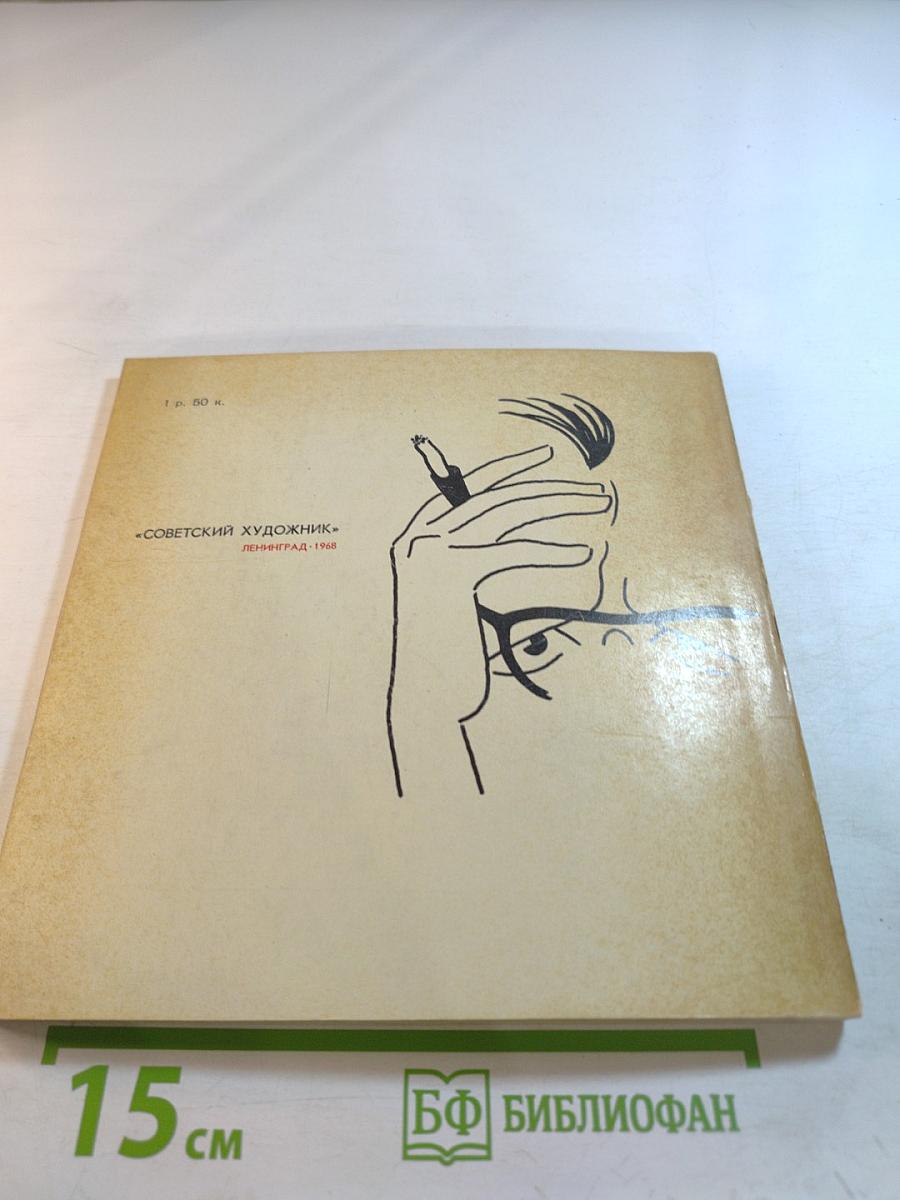 1 р. 50 к.
«СОВЕТСКИЙ ХУДОЖНИК»
ЛЕНИНГРАД · 1968
15 см
БФ БИБЛИОФАН